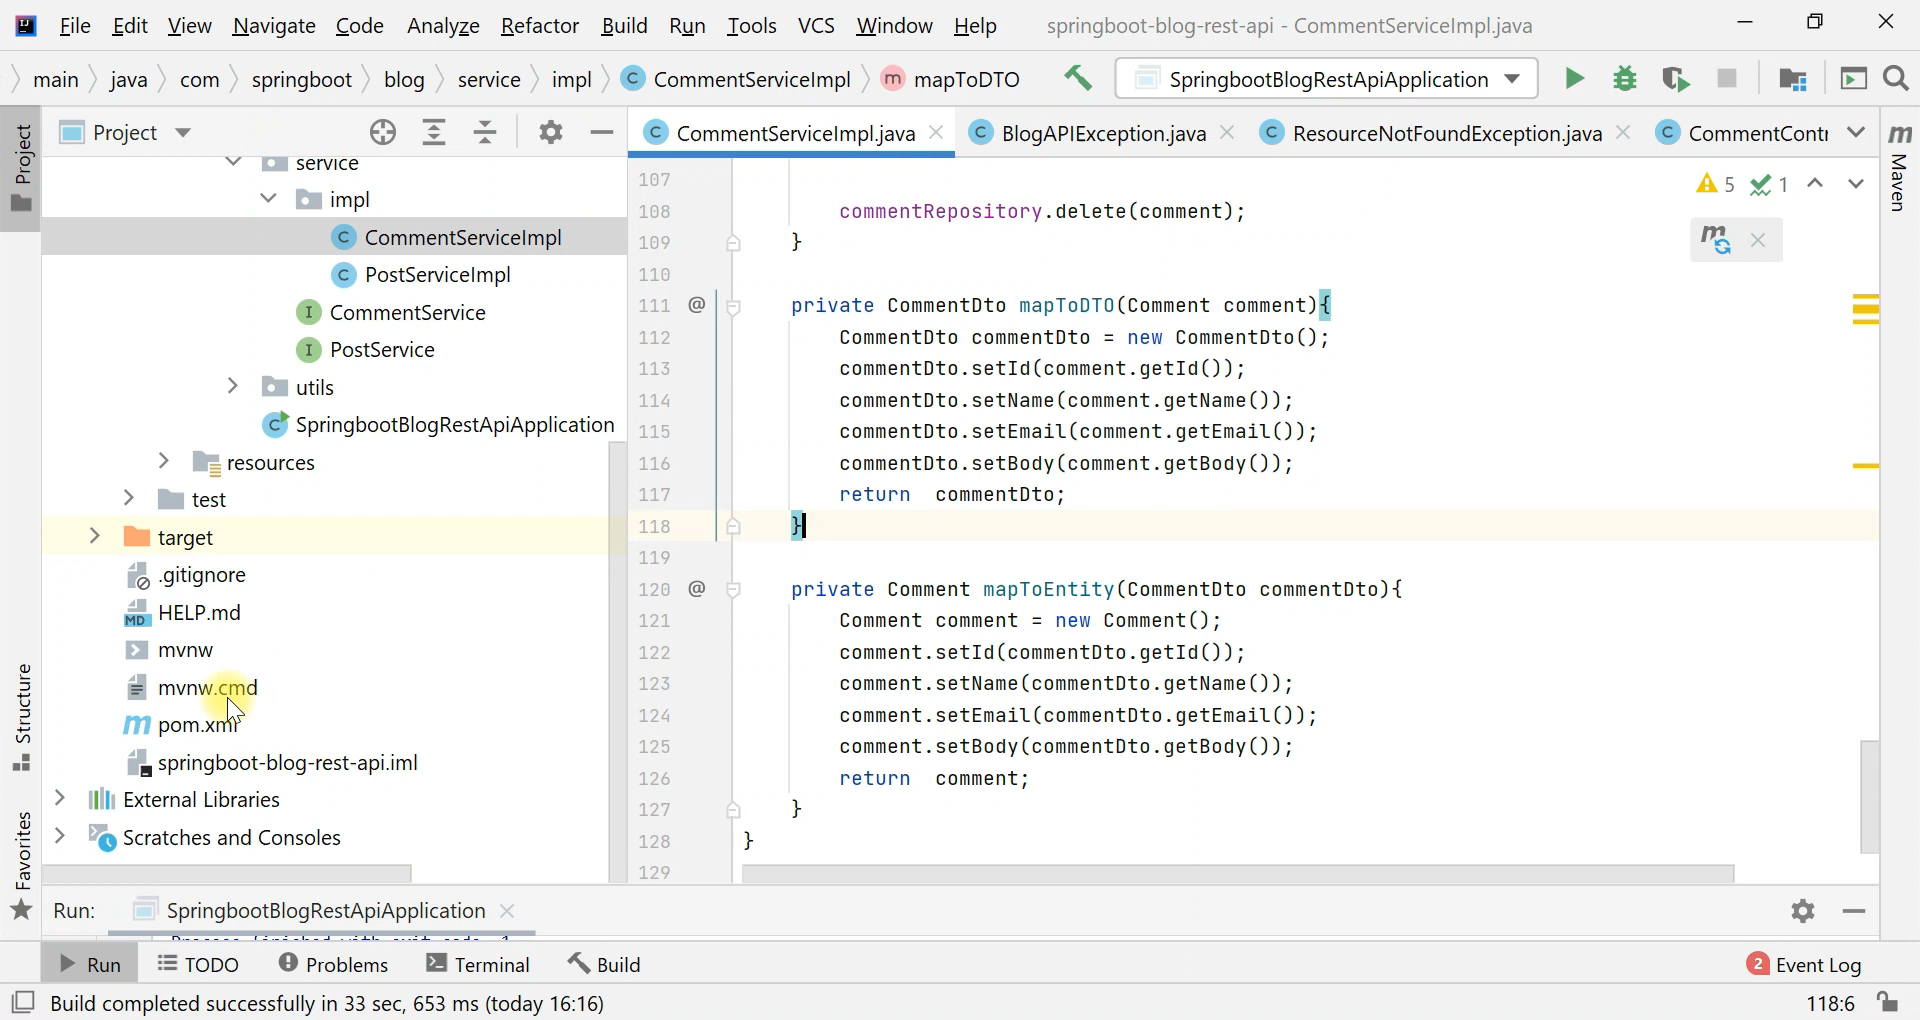 File Edit View Navigate Code Analyze Refactor Build Run Tools VCS Window Help springboot-blog-rest-api - CommentServiceImpl.java
main java com springboot blog service impl C CommentServiceImpl m mapToDTO SpringbootBlogRestApiApplication
Project
Project
service
impl
C CommentServiceImpl
C PostServiceImpl
I CommentService
I PostService
utils
C SpringbootBlogRestApiApplication
resources
test
target
.gitignore
MD HELP.md
mvnw
mvnw.cmd
m pom.xml
springboot-blog-rest-api.iml
External Libraries
Scratches and Consoles
Structure
Favorites
C CommentServiceImpl.java C BlogAPIException.java C ResourceNotFoundException.java C CommentContr
5 1
m Maven
107
108 commentRepository.delete(comment);
109 }
110
111 @ private CommentDto mapToDTO(Comment comment){
112 CommentDto commentDto = new CommentDto();
113 commentDto.setId(comment.getId());
114 commentDto.setName(comment.getName());
115 commentDto.setEmail(comment.getEmail());
116 commentDto.setBody(comment.getBody());
117 return  commentDto;
118 }
119
120 @ private Comment mapToEntity(CommentDto commentDto){
121 Comment comment = new Comment();
122 comment.setId(commentDto.getId());
123 comment.setName(commentDto.getName());
124 comment.setEmail(commentDto.getEmail());
125 comment.setBody(commentDto.getBody());
126 return  comment;
127 }
128 }
129
Run: SpringbootBlogRestApiApplication
Run TODO Problems Terminal Build 2 Event Log
Build completed successfully in 33 sec, 653 ms (today 16:16) 118:6